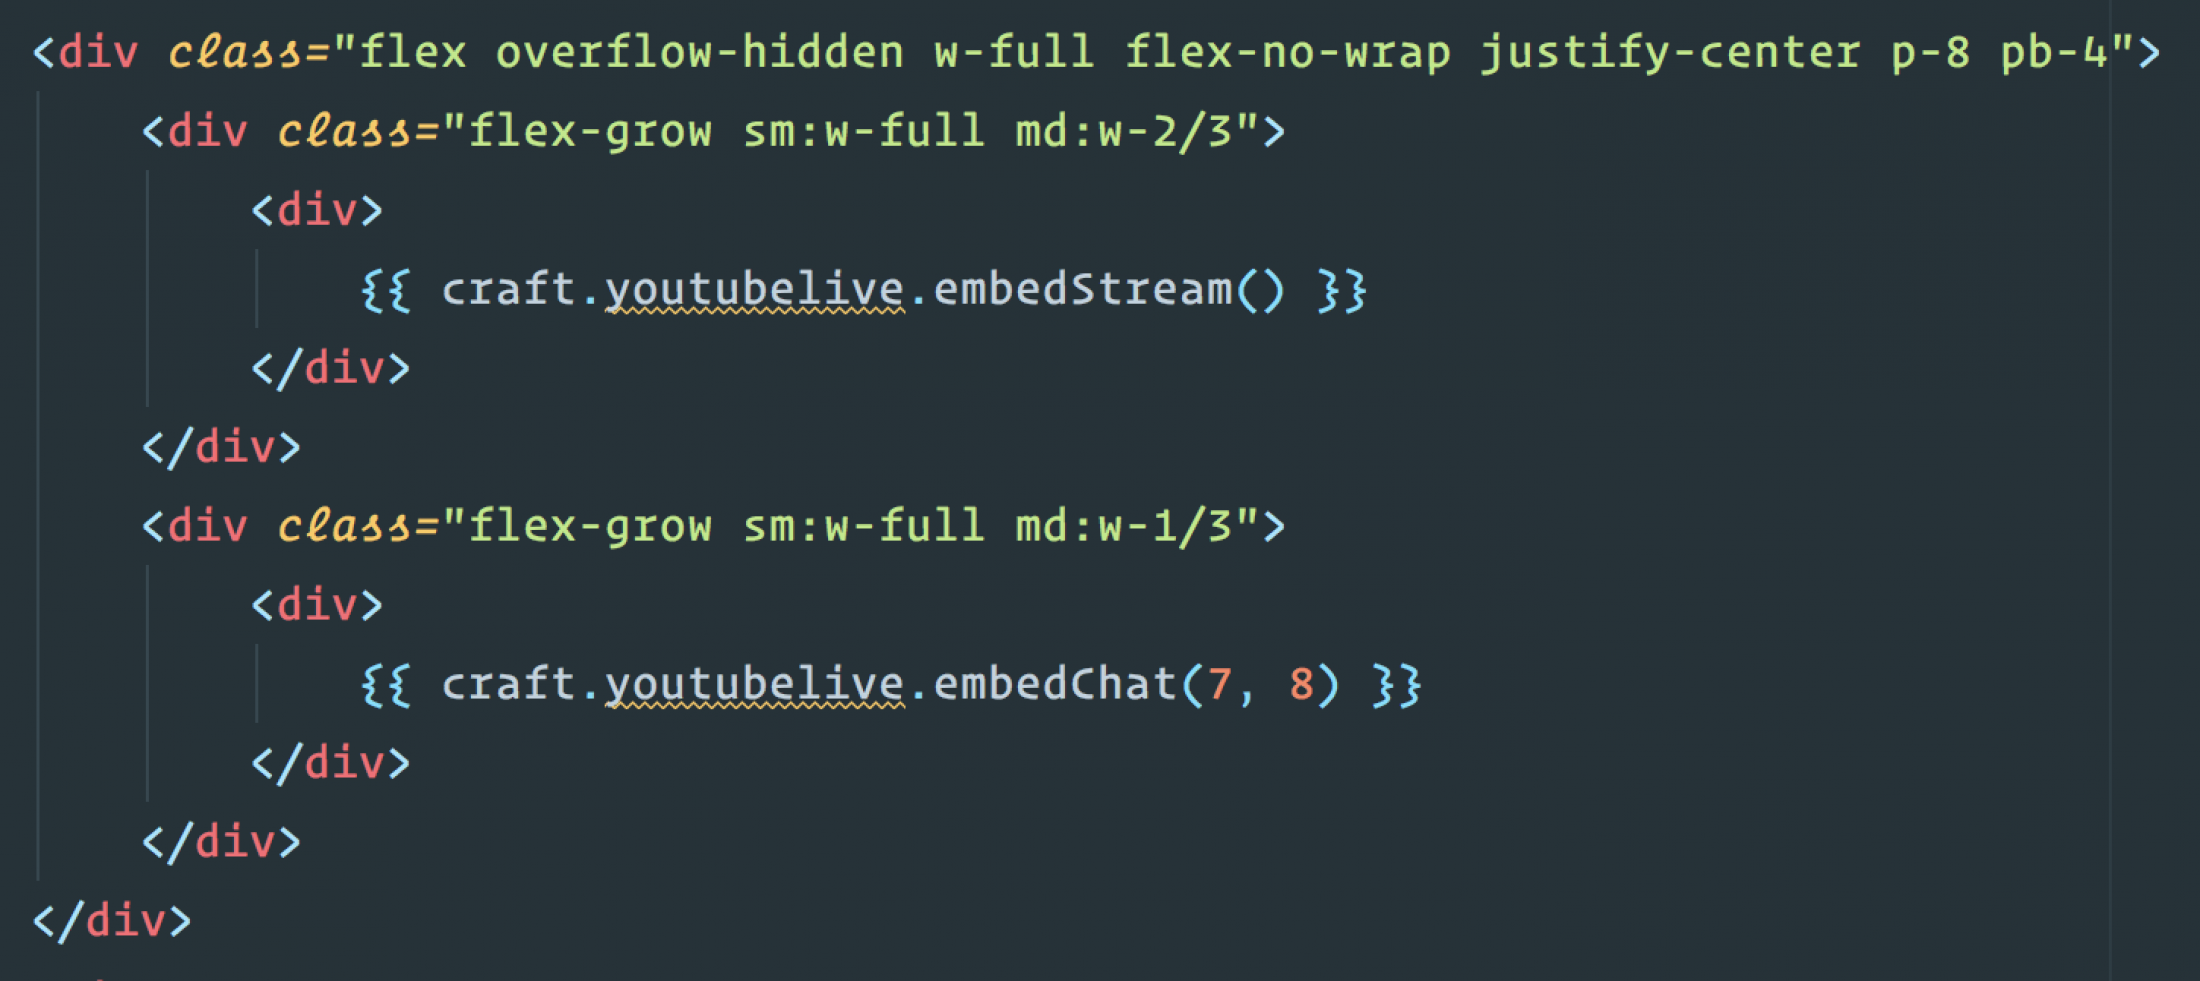 <div class="flex overflow-hidden w-full flex-no-wrap justify-center p-8 pb-4">
<div class="flex-grow sm:w-full md:w-2/3">
<div>
{{ craft.youtubelive.embedStream() }}
</div>
</div>
<div class="flex-grow sm:w-full md:w-1/3">
<div>
{{ craft.youtubelive.embedChat(7, 8) }}
</div>
</div>
</div>